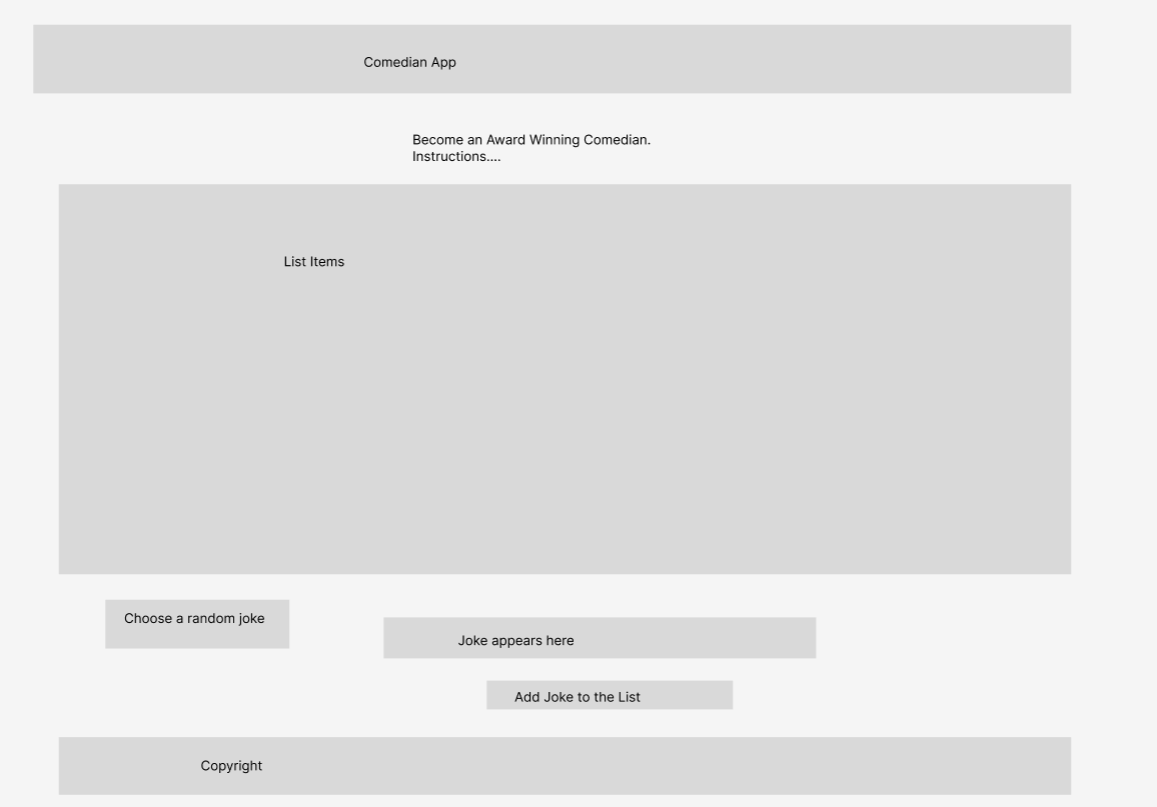 Comedian App
Become an Award Winning Comedian.
Instructions....
List Items
Choose a random joke
Joke appears here
Add Joke to the List
Copyright